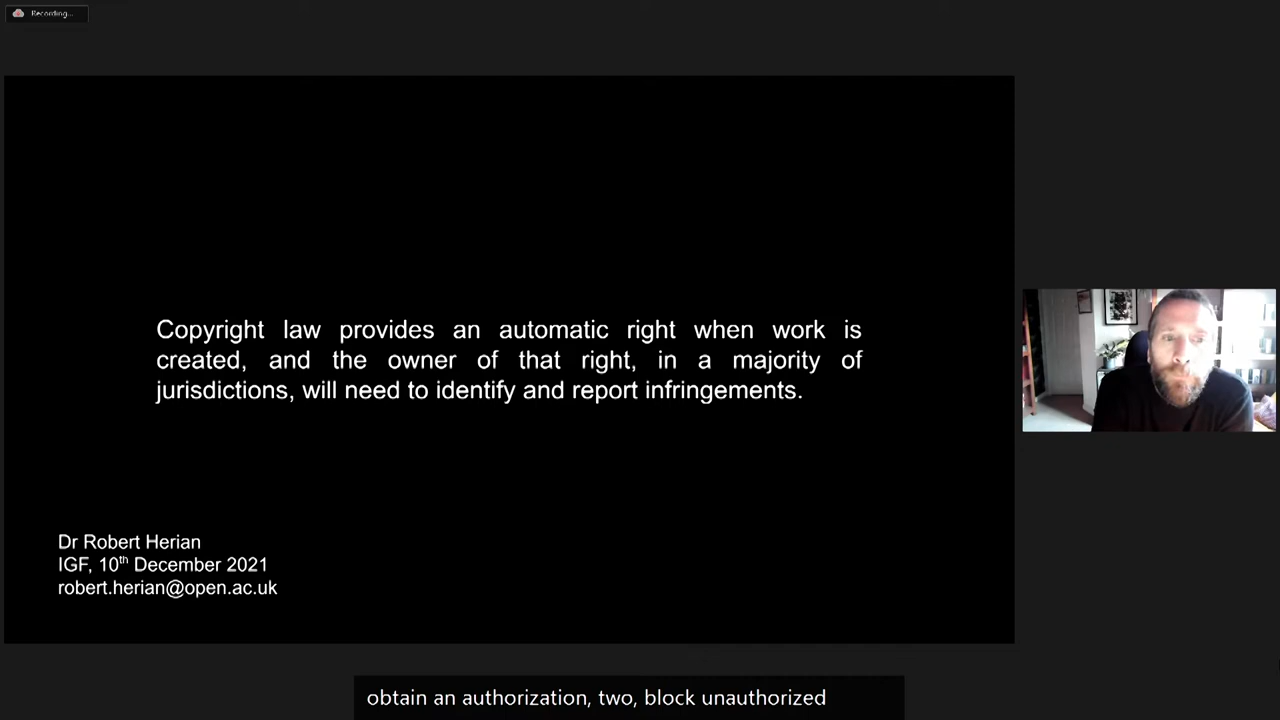 Recording...
Copyright law provides an automatic right when work is
created, and the owner of that right, in a majority of
jurisdictions, will need to identify and report infringements.
Dr Robert Herian
IGF, 10th December 2021
robert.herian@open.ac.uk
obtain an authorization, two, block unauthorized